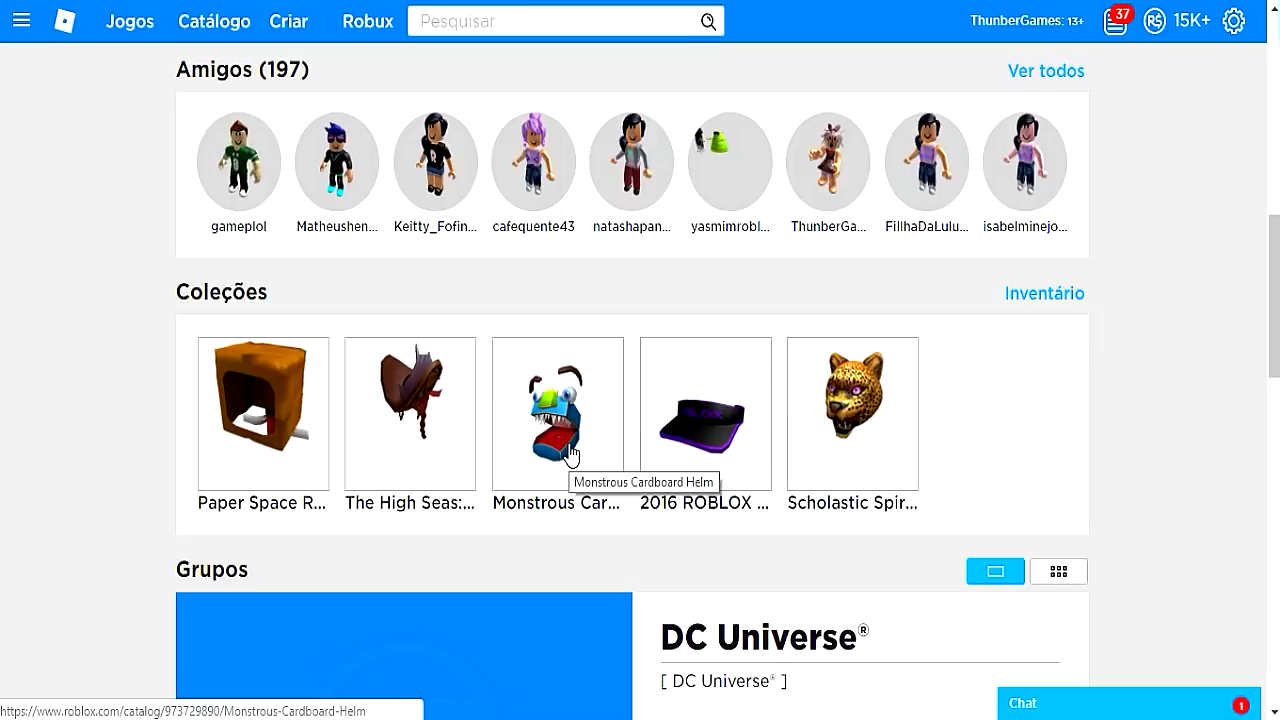 Jogos Catálogo Criar Robux Pesquisar ThunberGames: 13+ 37 R$ 15K+
Amigos (197) Ver todos
gameplol Matheushen... Keitty_Fofin... cafequente43 natashapan... yasmimrobl... ThunberGa... FillhaDaLulu... isabelminejo...
Coleções Inventário
Monstrous Cardboard Helm
Paper Space R... The High Seas:... Monstrous Car... 2016 ROBLOX ... Scholastic Spir...
Grupos
DC Universe®
[ DC Universe® ]
Chat 1
https://www.roblox.com/catalog/973729890/Monstrous-Cardboard-Helm